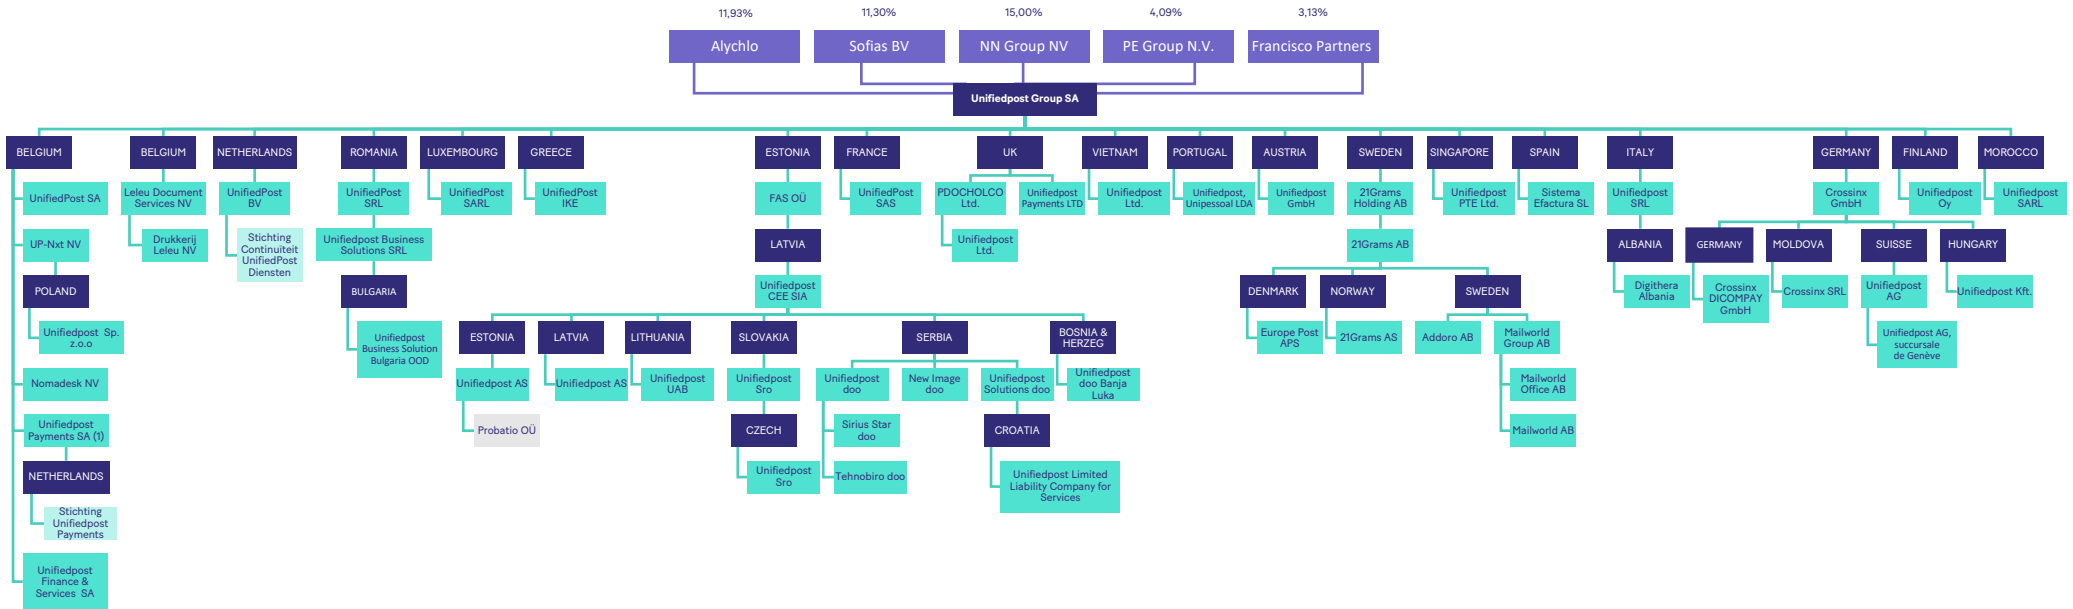 11,93%
11,30%
15,00%
4,09%
3,13%
Alychlo
Sofias BV
NN Group NV
PE Group N.V.
Francisco Partners
Unifiedpost Group SA
BELGIUM
BELGIUM
NETHERLANDS
ROMANIA
LUXEMBOURG
GREECE
ESTONIA
FRANCE
UK
VIETNAM
PORTUGAL
AUSTRIA
SWEDEN
SINGAPORE
SPAIN
ITALY
GERMANY
FINLAND
MOROCCO
UnifiedPost SA
Leleu Document
Services NV
UnifiedPost
BV
UnifiedPost
SRL
UnifiedPost
SARL
UnifiedPost
IKE
FAS OÜ
UnifiedPost
SAS
PDOCHOLCO
Ltd.
Unifiedpost
Payments LTD
Unifiedpost
Ltd.
Unifiedpost,
Unipessoal LDA
Unifiedpost
GmbH
21Grams
Holding AB
Unifiedpost
PTE Ltd.
Sistema
Efactura SL
Unifiedpost
SRL
Crossinx
GmbH
Unifiedpost
Oy
Unifiedpost
SARL
UP-Nxt NV
Drukkerij
Leleu NV
Stichting
Continuïteit
UnifiedPost
Diensten
Unifiedpost Business
Solutions SRL
LATVIA
Unifiedpost
Ltd.
21Grams AB
ALBANIA
GERMANY
MOLDOVA
SUISSE
HUNGARY
POLAND
BULGARIA
Unifiedpost
CEE SIA
DENMARK
NORWAY
SWEDEN
Digithera
Albania
Crossinx
DICOMPAY
GmbH
Crossinx SRL
Unifiedpost
AG
Unifiedpost Kft.
Unifiedpost Sp.
z.o.o
Unifiedpost
Business Solution
Bulgaria OOD
ESTONIA
LATVIA
LITHUANIA
SLOVAKIA
SERBIA
BOSNIA &
HERZEG
Europe Post
APS
21Grams AS
Addoro AB
Mailworld
Group AB
Unifiedpost AG,
succursale
de Genève
Nomadesk NV
Unifiedpost AS
Unifiedpost AS
Unifiedpost
UAB
Unifiedpost
Sro
Unifiedpost
doo
New Image
doo
Unifiedpost
Solutions doo
Unifiedpost
doo Banja
Luka
Mailworld
Office AB
Unifiedpost
Payments SA (1)
Probatio OÜ
CZECH
Sirius Star
doo
CROATIA
Mailworld AB
NETHERLANDS
Unifiedpost
Sro
Tehnobiro doo
Unifiedpost Limited
Liability Company for
Services
Stichting
Unifiedpost
Payments
Unifiedpost
Finance &
Services SA